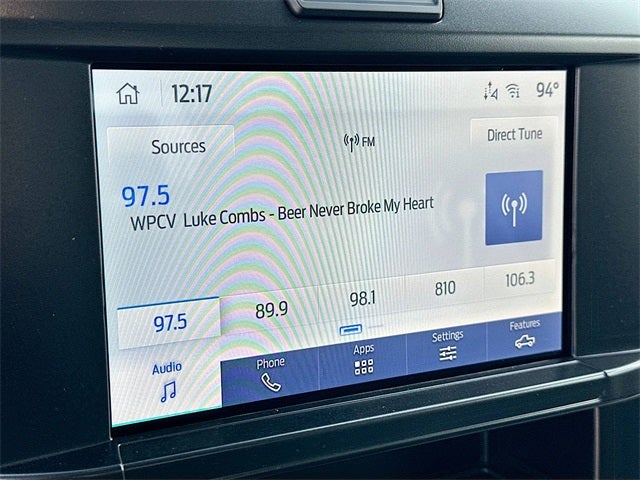 12:17 94°
Sources FM Direct Tune
97.5
WPCV Luke Combs - Beer Never Broke My Heart
97.5 89.9 98.1 810 106.3
Audio Phone Apps Settings Features